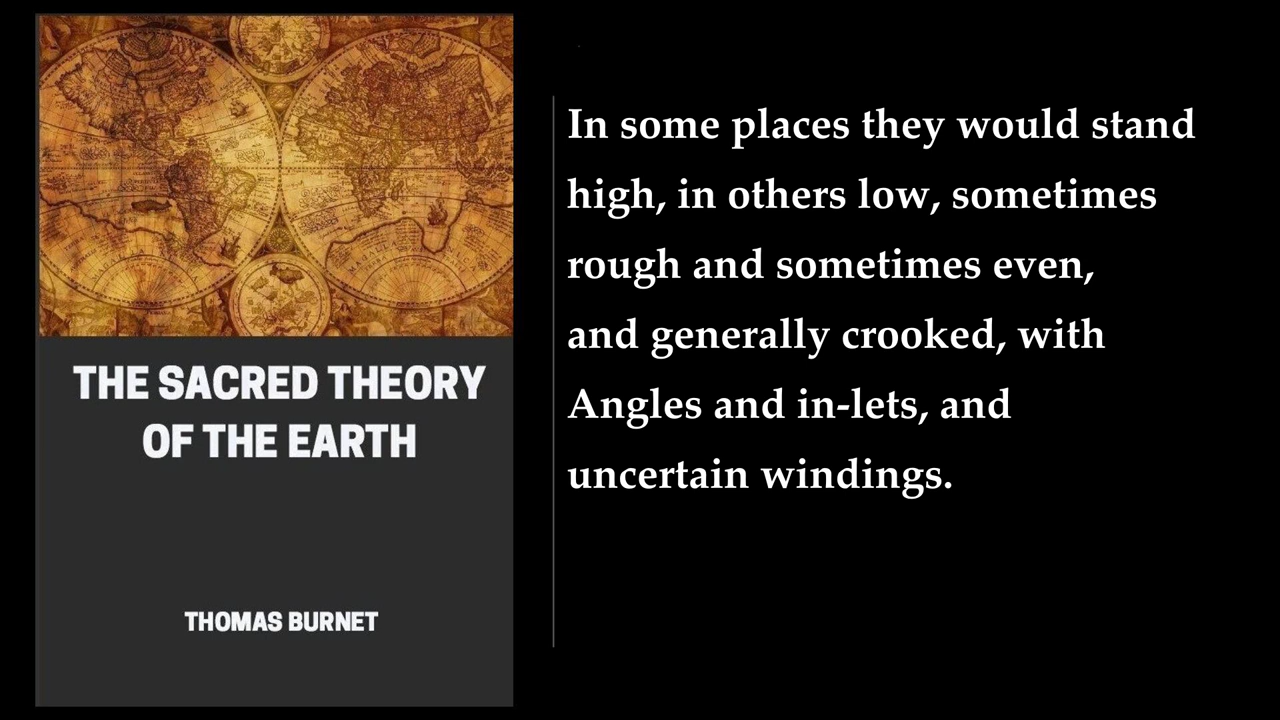 THE SACRED THEORY
OF THE EARTH
THOMAS BURNET
In some places they would stand
high, in others low, sometimes
rough and sometimes even,
and generally crooked, with
Angles and in-lets, and
uncertain windings.